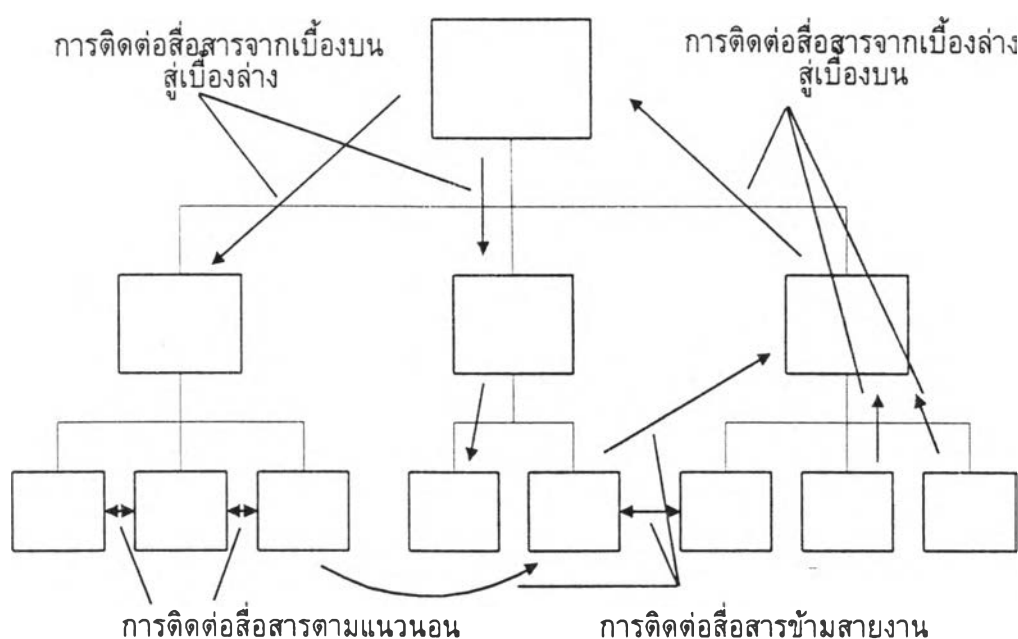 การติดต่อสื่อสารจากเบื้องบน
สู่เบื้องล่าง
การติดต่อสื่อสารจากเบื้องล่าง
สู่เบื้องบน
การติดต่อสื่อสารตามแนวนอน
การติดต่อสื่อสารข้ามสายงาน